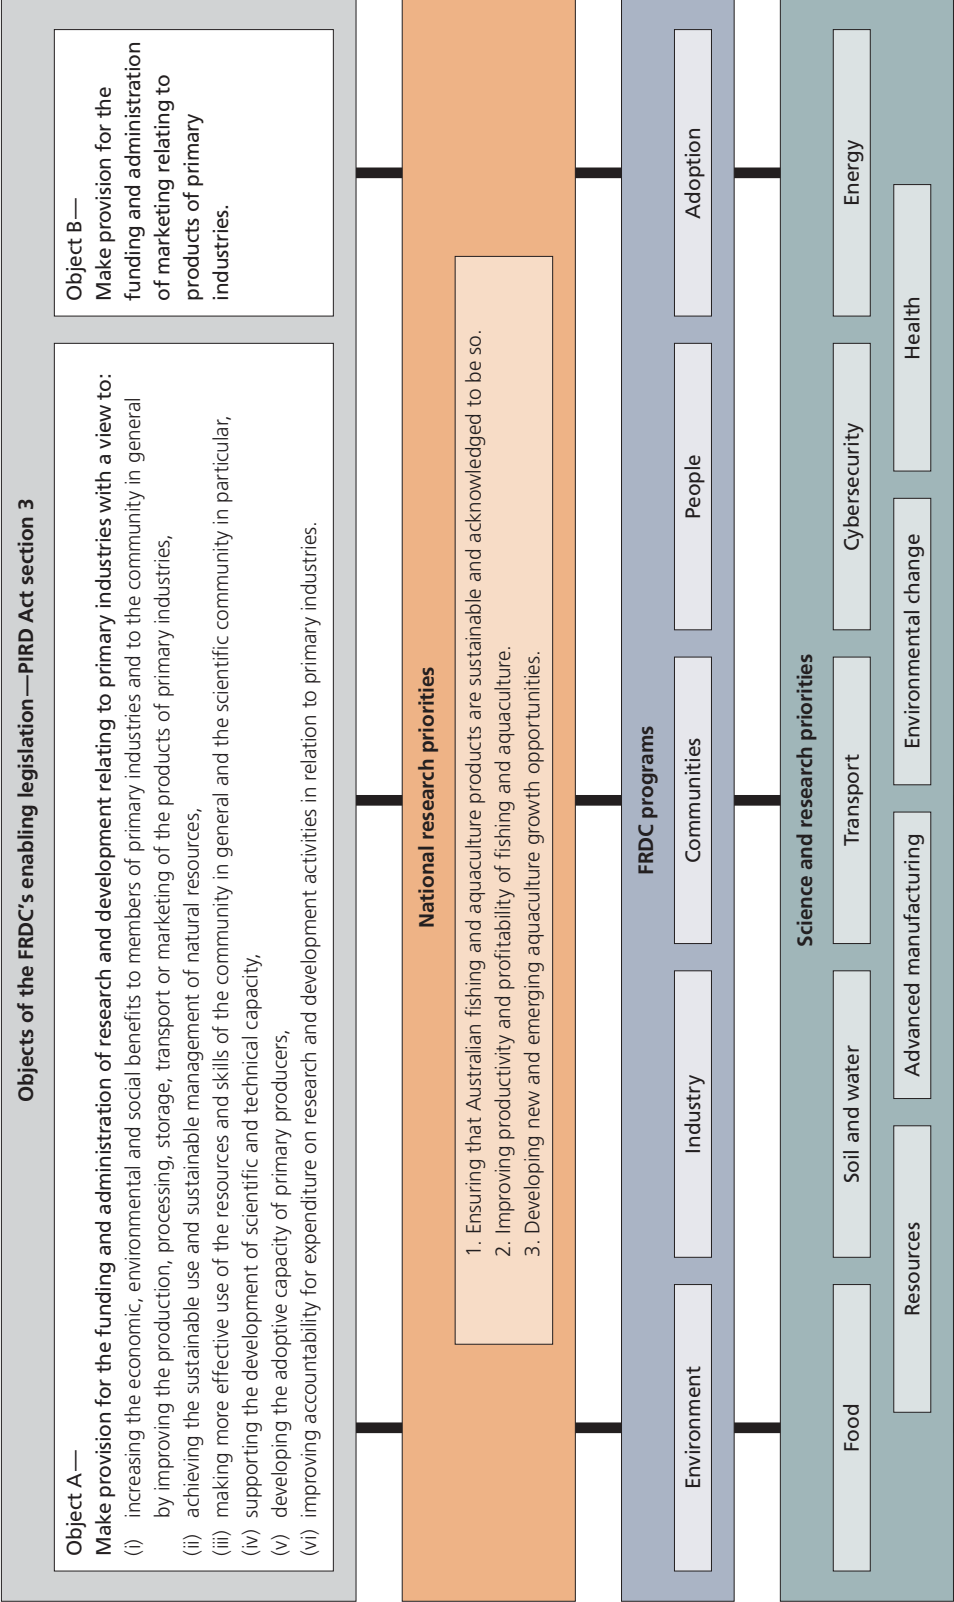 Objects of the FRDC’s enabling legislation—PIRD Act section 3
Object A—
Make provision for the funding and administration of research and development relating to primary industries with a view to:
(i) increasing the economic, environmental and social benefits to members of primary industries and to the community in general
by improving the production, processing, storage, transport or marketing of the products of primary industries,
(ii) achieving the sustainable use and sustainable management of natural resources,
(iii) making more effective use of the resources and skills of the community in general and the scientific community in particular,
(iv) supporting the development of scientific and technical capacity,
(v) developing the adoptive capacity of primary producers,
(vi) improving accountability for expenditure on research and development activities in relation to primary industries.
Object B—
Make provision for the
funding and administration
of marketing relating to
products of primary
industries.
National research priorities
1. Ensuring that Australian fishing and aquaculture products are sustainable and acknowledged to be so.
2. Improving productivity and profitability of fishing and aquaculture.
3. Developing new and emerging aquaculture growth opportunities.
FRDC programs
Environment
Industry
Communities
People
Adoption
Science and research priorities
Food
Soil and water
Transport
Cybersecurity
Energy
Resources
Advanced manufacturing
Environmental change
Health